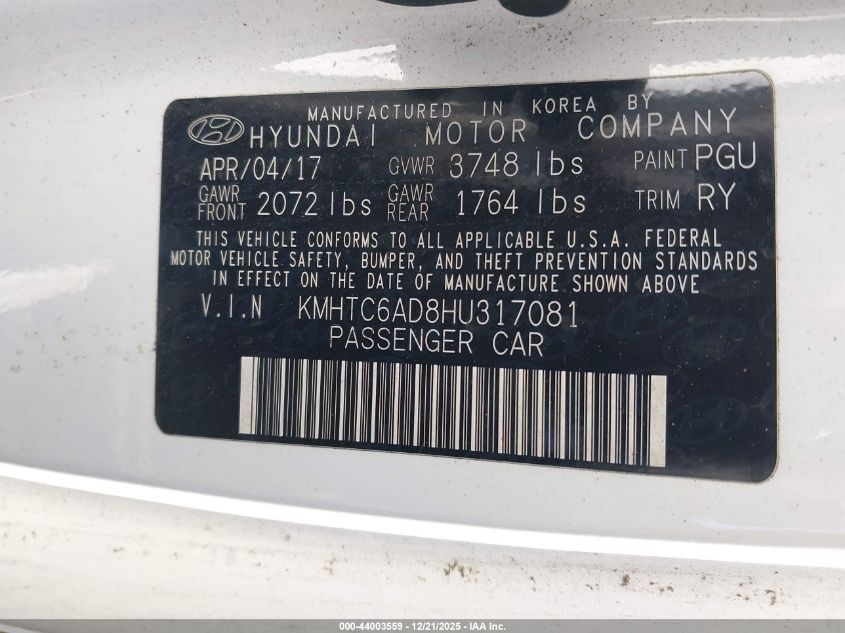 MANUFACTURED IN KOREA BY
HYUNDAI MOTOR COMPANY
APR/04/17 GVWR 3748 lbs PAINT PGU
GAWR FRONT 2072 lbs GAWR REAR 1764 lbs TRIM RY
THIS VEHICLE CONFORMS TO ALL APPLICABLE U.S.A. FEDERAL
MOTOR VEHICLE SAFETY, BUMPER, AND THEFT PREVENTION STANDARDS
IN EFFECT ON THE DATE OF MANUFACTURE SHOWN ABOVE
V.I.N KMHTC6AD8HU317081
PASSENGER CAR
000-44003559 - 12/21/2025 - IAA Inc.